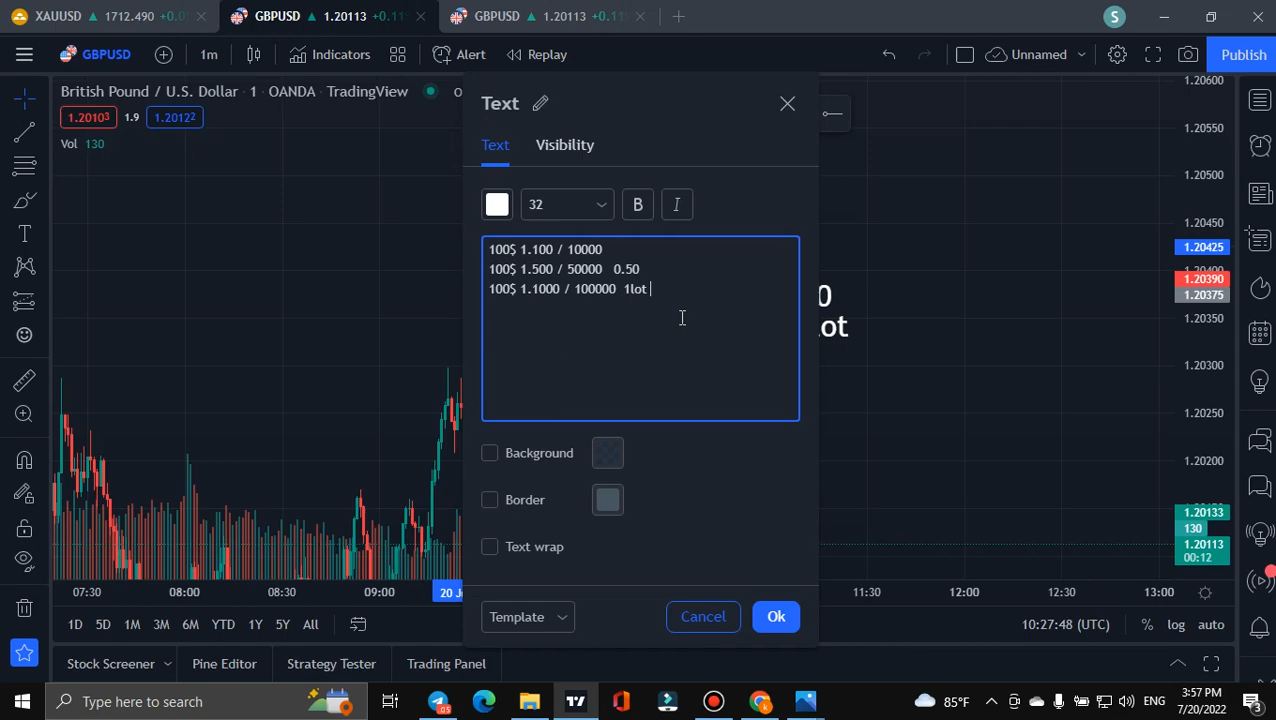 XAUUSD ▲ 1712.490 +0.0
GBPUSD ▲ 1.20113 +0.11
GBPUSD ▲ 1.20113 +0.11
S
GBPUSD
1m
Indicators
Alert
Replay
Unnamed
Publish
British Pound / U.S. Dollar · 1 · OANDA · TradingView
1.20103
1.9
1.20122
Vol 130
Text
Text
Visibility
32
B
I
100$ 1.100 / 10000
100$ 1.500 / 50000 0.50
100$ 1.1000 / 100000 1lot
Background
Border
Text wrap
Template
Cancel
Ok
1.20600
1.20550
1.20500
1.20450
1.20425
1.20390
1.20375
1.20350
1.20300
1.20250
1.20200
1.20133
130
1.20113
00:12
07:30
08:00
08:30
09:00
11:30
12:00
12:30
13:00
1D
5D
1M
3M
6M
YTD
1Y
5Y
All
10:27:48 (UTC)
%
log
auto
Stock Screener
Pine Editor
Strategy Tester
Trading Panel
Type here to search
85°F
ENG
3:57 PM
7/20/2022
3